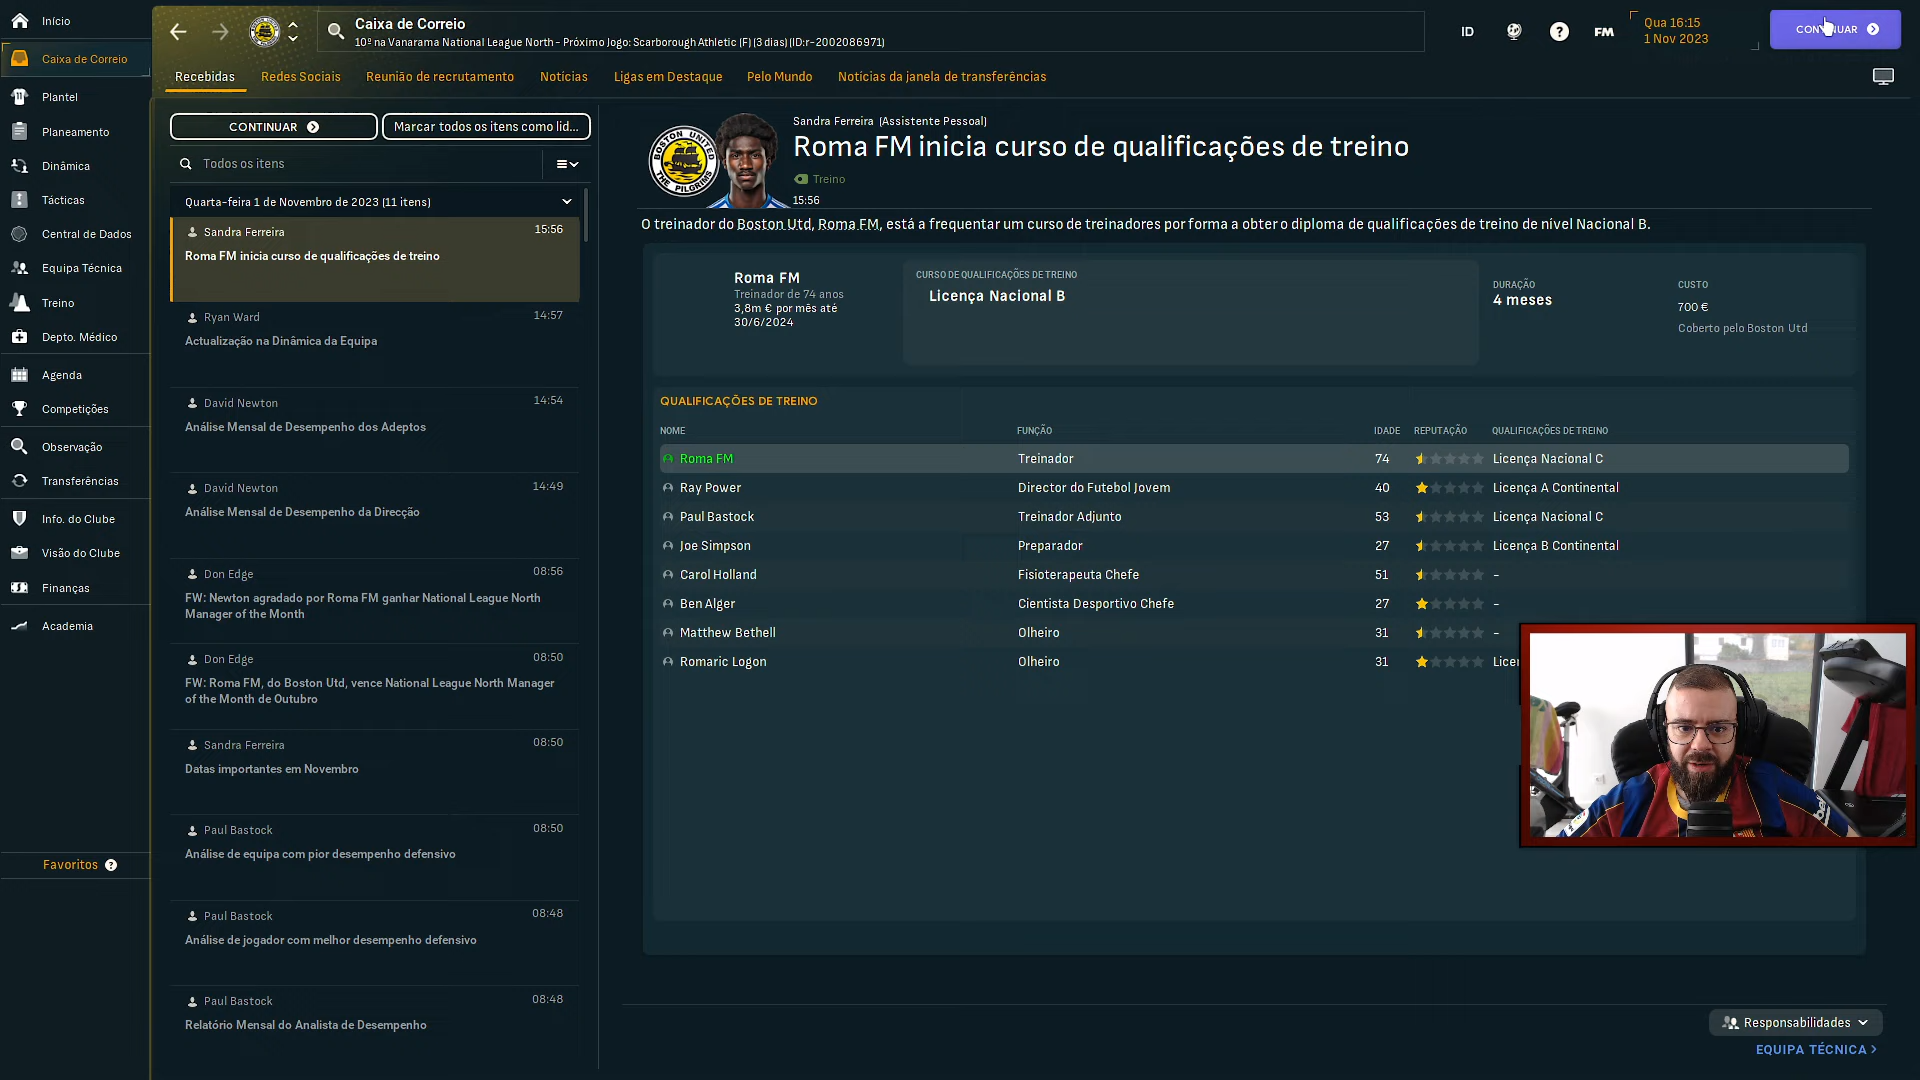 Início
Caixa de Correio
Plantel
Planeamento
Dinâmica
Tácticas
Central de Dados
Equipa Técnica
Treino
Depto. Médico
Agenda
Competições
Observação
Transferências
Info. do Clube
Visão do Clube
Finanças
Academia
Favoritos ?
Caixa de Correio
10º na Vanarama National League North - Próximo Jogo: Scarborough Athletic (F) (3 dias) (ID:r-2002086971)
ID
?
FM
Qua 16:15
1 Nov 2023
Recebidas
Redes Sociais
Reunião de recrutamento
Notícias
Ligas em Destaque
Pelo Mundo
Notícias da janela de transferências
CONTINUAR
Marcar todos os itens como lid...
Todos os itens
Quarta-feira 1 de Novembro de 2023 (11 itens)
Sandra Ferreira 15:56
Roma FM inicia curso de qualificações de treino
Ryan Ward 14:57
Actualização na Dinâmica da Equipa
David Newton 14:54
Análise Mensal de Desempenho dos Adeptos
David Newton 14:49
Análise Mensal de Desempenho da Direcção
Don Edge 08:56
FW: Newton agradado por Roma FM ganhar National League North
Manager of the Month
Don Edge 08:50
FW: Roma FM, do Boston Utd, vence National League North Manager
of the Month de Outubro
Sandra Ferreira 08:50
Datas importantes em Novembro
Paul Bastock 08:50
Análise de equipa com pior desempenho defensivo
Paul Bastock 08:48
Análise de jogador com melhor desempenho defensivo
Paul Bastock 08:48
Relatório Mensal do Analista de Desempenho
BOSTON UNITED
THE PILGRIMS
Sandra Ferreira (Assistente Pessoal)
Roma FM inicia curso de qualificações de treino
Treino
15:56
O treinador do Boston Utd, Roma FM, está a frequentar um curso de treinadores por forma a obter o diploma de qualificações de treino de nível Nacional B.
Roma FM
Treinador de 74 anos
3,8m € por mês até
30/6/2024
CURSO DE QUALIFICAÇÕES DE TREINO
Licença Nacional B
DURAÇÃO
4 meses
CUSTO
700 €
Coberto pelo Boston Utd
QUALIFICAÇÕES DE TREINO
NOME FUNÇÃO IDADE REPUTAÇÃO QUALIFICAÇÕES DE TREINO
Roma FM Treinador 74 Licença Nacional C
Ray Power Director do Futebol Jovem 40 Licença A Continental
Paul Bastock Treinador Adjunto 53 Licença Nacional C
Joe Simpson Preparador 27 Licença B Continental
Carol Holland Fisioterapeuta Chefe 51 -
Ben Alger Cientista Desportivo Chefe 27 -
Matthew Bethell Olheiro 31 -
Romaric Logon Olheiro 31
Responsabilidades
EQUIPA TÉCNICA >